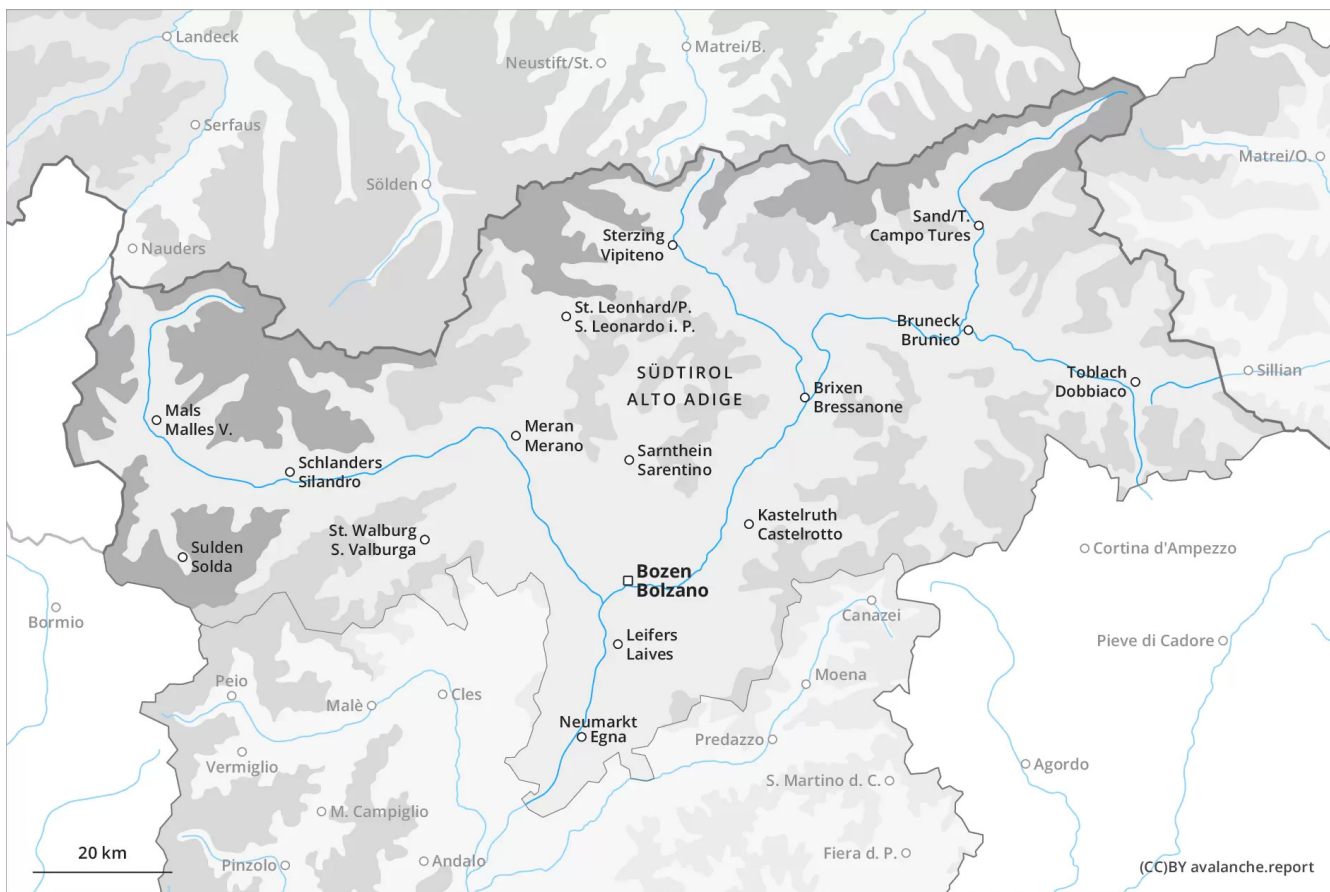 Landeck
Matrei/B.
Neustift/St.
Serfaus
Matrei/O.
Sölden
Sand/T.
Campo Tures
Sterzing
Vipiteno
Nauders
St. Leonhard/P.
S. Leonardo i. P.
Bruneck
Brunico
SÜDTIROL
ALTO ADIGE
Toblach
Dobbiaco
Sillian
Brixen
Bressanone
Mals
Malles V.
Meran
Merano
Sarnthein
Sarentino
Schlanders
Silandro
Kastelruth
Castelrotto
St. Walburg
S. Valburga
Sulden
Solda
Cortina d'Ampezzo
Bozen
Bolzano
Bormio
Canazei
Leifers
Laives
Pieve di Cadore
Peio
Moena
Malè
Cles
Neumarkt
Egna
Predazzo
Vermiglio
Agordo
S. Martino d. C.
M. Campiglio
20 km
Pinzolo
Andalo
Fiera d. P.
(CC)BY avalanche.report